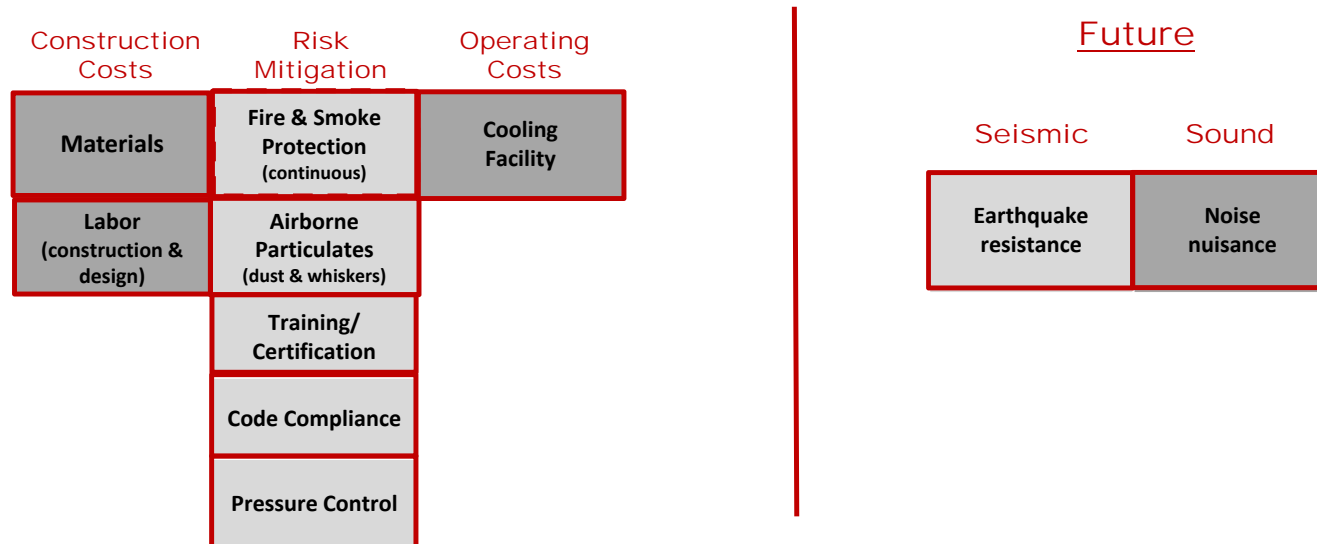 Construction
Costs
Risk
Mitigation
Operating
Costs
Materials
Fire & Smoke
Protection
(continuous)
Cooling
Facility
Labor
(construction &
design)
Airborne
Particulates
(dust & whiskers)
Training/
Certification
Code Compliance
Pressure Control
Future
Seismic
Sound
Earthquake
resistance
Noise
nuisance